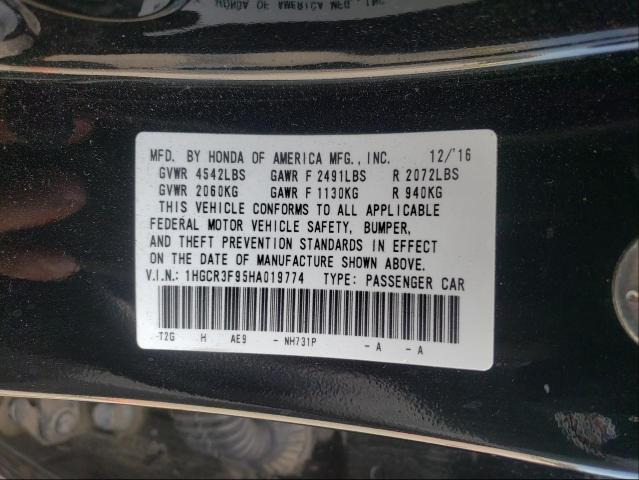 MFD. BY HONDA OF AMERICA MFG., INC. 12/'16
GVWR 4542LBS GAWR F 2491LBS R 2072LBS
GVWR 2060KG GAWR F 1130KG R 940KG
THIS VEHICLE CONFORMS TO ALL APPLICABLE
FEDERAL MOTOR VEHICLE SAFETY, BUMPER,
AND THEFT PREVENTION STANDARDS IN EFFECT
ON THE DATE OF MANUFACTURE SHOWN ABOVE.
V.I.N.: 1HGCR3F95HA019774 TYPE: PASSENGER CAR
-T2G H AE9 - NH731P - A - A